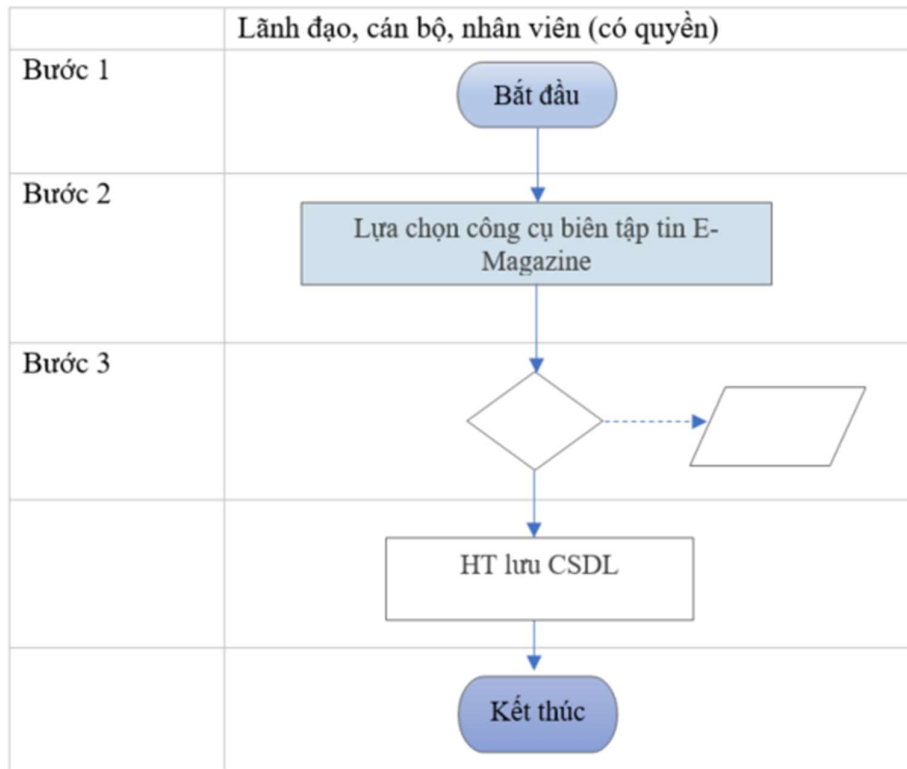 Lãnh đạo, cán bộ, nhân viên (có quyền)
Bước 1
Bắt đầu
Bước 2
Lựa chọn công cụ biên tập tin E-
Magazine
Bước 3
HT lưu CSDL
Kết thúc